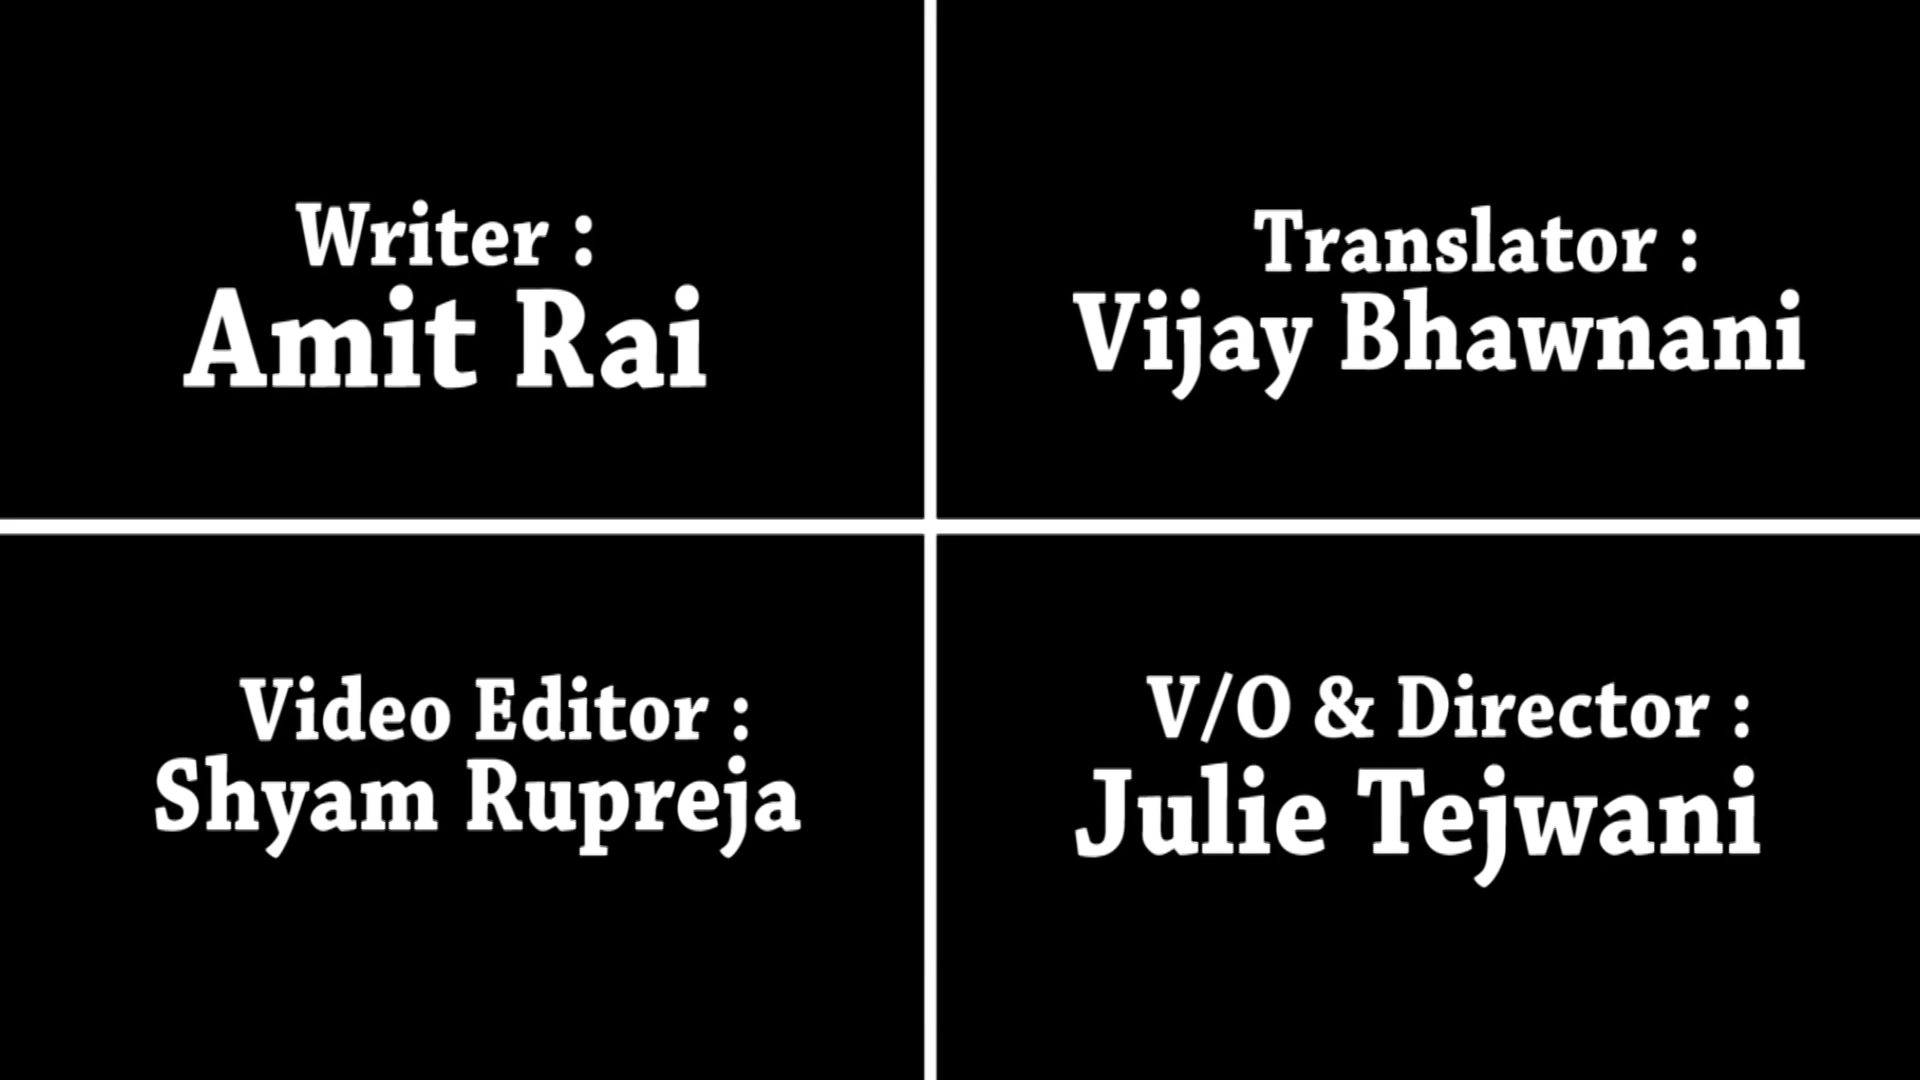 Writer :
Amit Rai
Translator :
Vijay Bhawnani
Video Editor :
Shyam Rupreja
V/O & Director :
Julie Tejwani